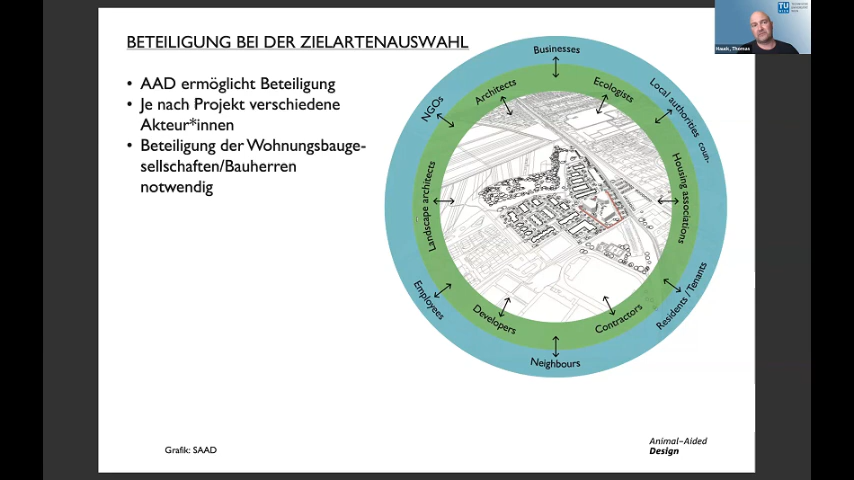 BETEILIGUNG BEI DER ZIELARTENAUSWAHL
• AAD ermöglicht Beteiligung
• Je nach Projekt verschiedene
Akteur*innen
• Beteiligung der Wohnungsbauge-
sellschaften/Bauherren
notwendig
Businesses
Architects
Ecologists
NGOs
Local authorities coun.
Landscape architects
Housing associations
Employees
Residents / Tenants
Developers
Contractors
Neighbours
Grafik: SAAD
Animal-Aided
Design
TU
Hauck, Thomas